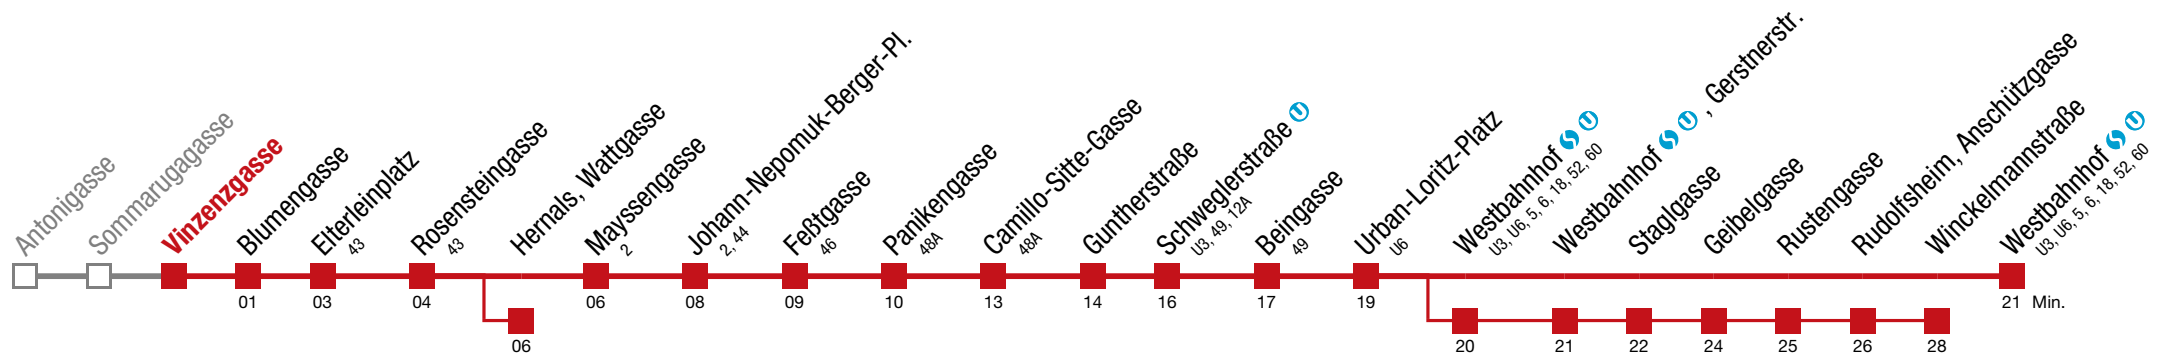 Antonigasse
Sommarugagasse
Vinzenzgasse
Blumengasse
Elterleinplatz
43
Rosensteingasse
43
Hernals, Wattgasse
Mayssengasse
2
Johann-Nepomuk-Berger-Pl.
2, 44
Feßtgasse
46
Panikengasse
48A
Camillo-Sitte-Gasse
48A
Guntherstraße
Schweglerstraße U
U3, 49, 12A
Beingasse
49
Urban-Loritz-Platz
U6
Westbahnhof S U
U3, U6, 5, 6, 18, 52, 60
Westbahnhof S U , Gerstnerstr.
Staglgasse
Geibelgasse
Rustengasse
Rudolfsheim, Anschützgasse
Winckelmannstraße
Westbahnhof S U
U3, U6, 5, 6, 18, 52, 60
01 03 04 06 08 09 10 13 14 16 17 19 21 Min.
06 20 21 22 24 25 26 28